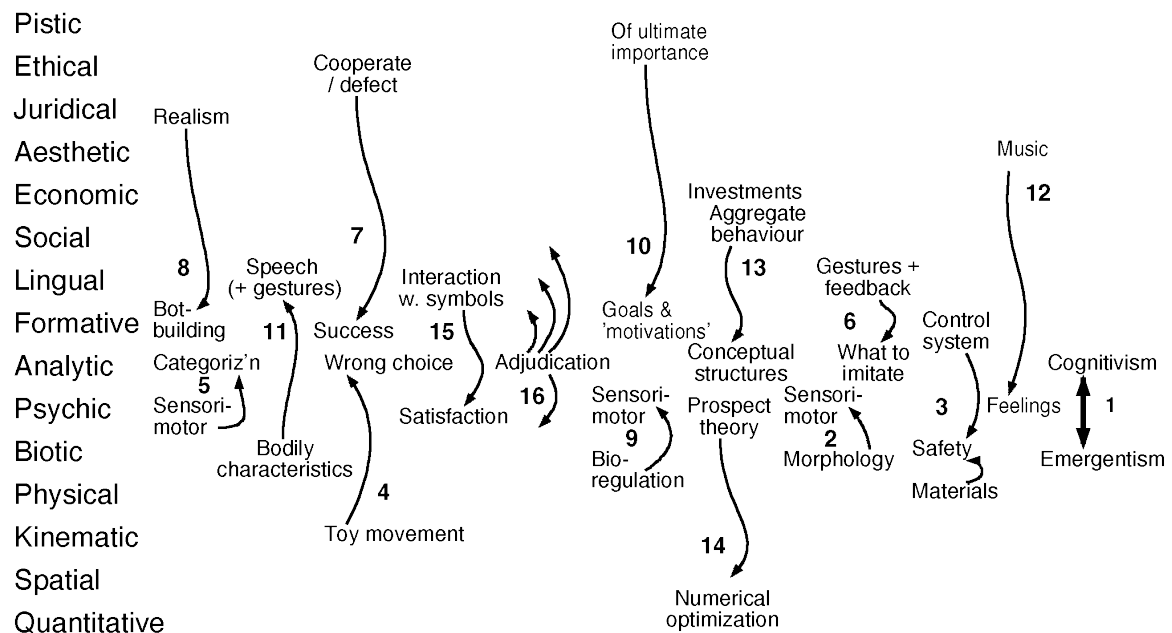 Pistic
Ethical
Juridical
Aesthetic
Economic
Social
Lingual
Formative
Analytic
Psychic
Biotic
Physical
Kinematic
Spatial
Quantitative
Realism
8
Bot-
building
Categoriz'n
5
Sensori-
motor
Speech
(+ gestures)
11
Bodily
characteristics
Cooperate
/ defect
7
Success
Wrong choice
4
Toy movement
Interaction
w. symbols
15
Satisfaction
Adjudication
16
Of ultimate
importance
10
Goals &
'motivations'
Sensori-
motor
9
Bio-
regulation
Investments
Aggregate
behaviour
13
Conceptual
structures
Prospect
theory
14
Numerical
optimization
Gestures +
feedback
6
What to
imitate
Sensori-
motor
2
Morphology
Control
system
3
Safety
Materials
Music
12
Feelings
Cognitivism
1
Emergentism